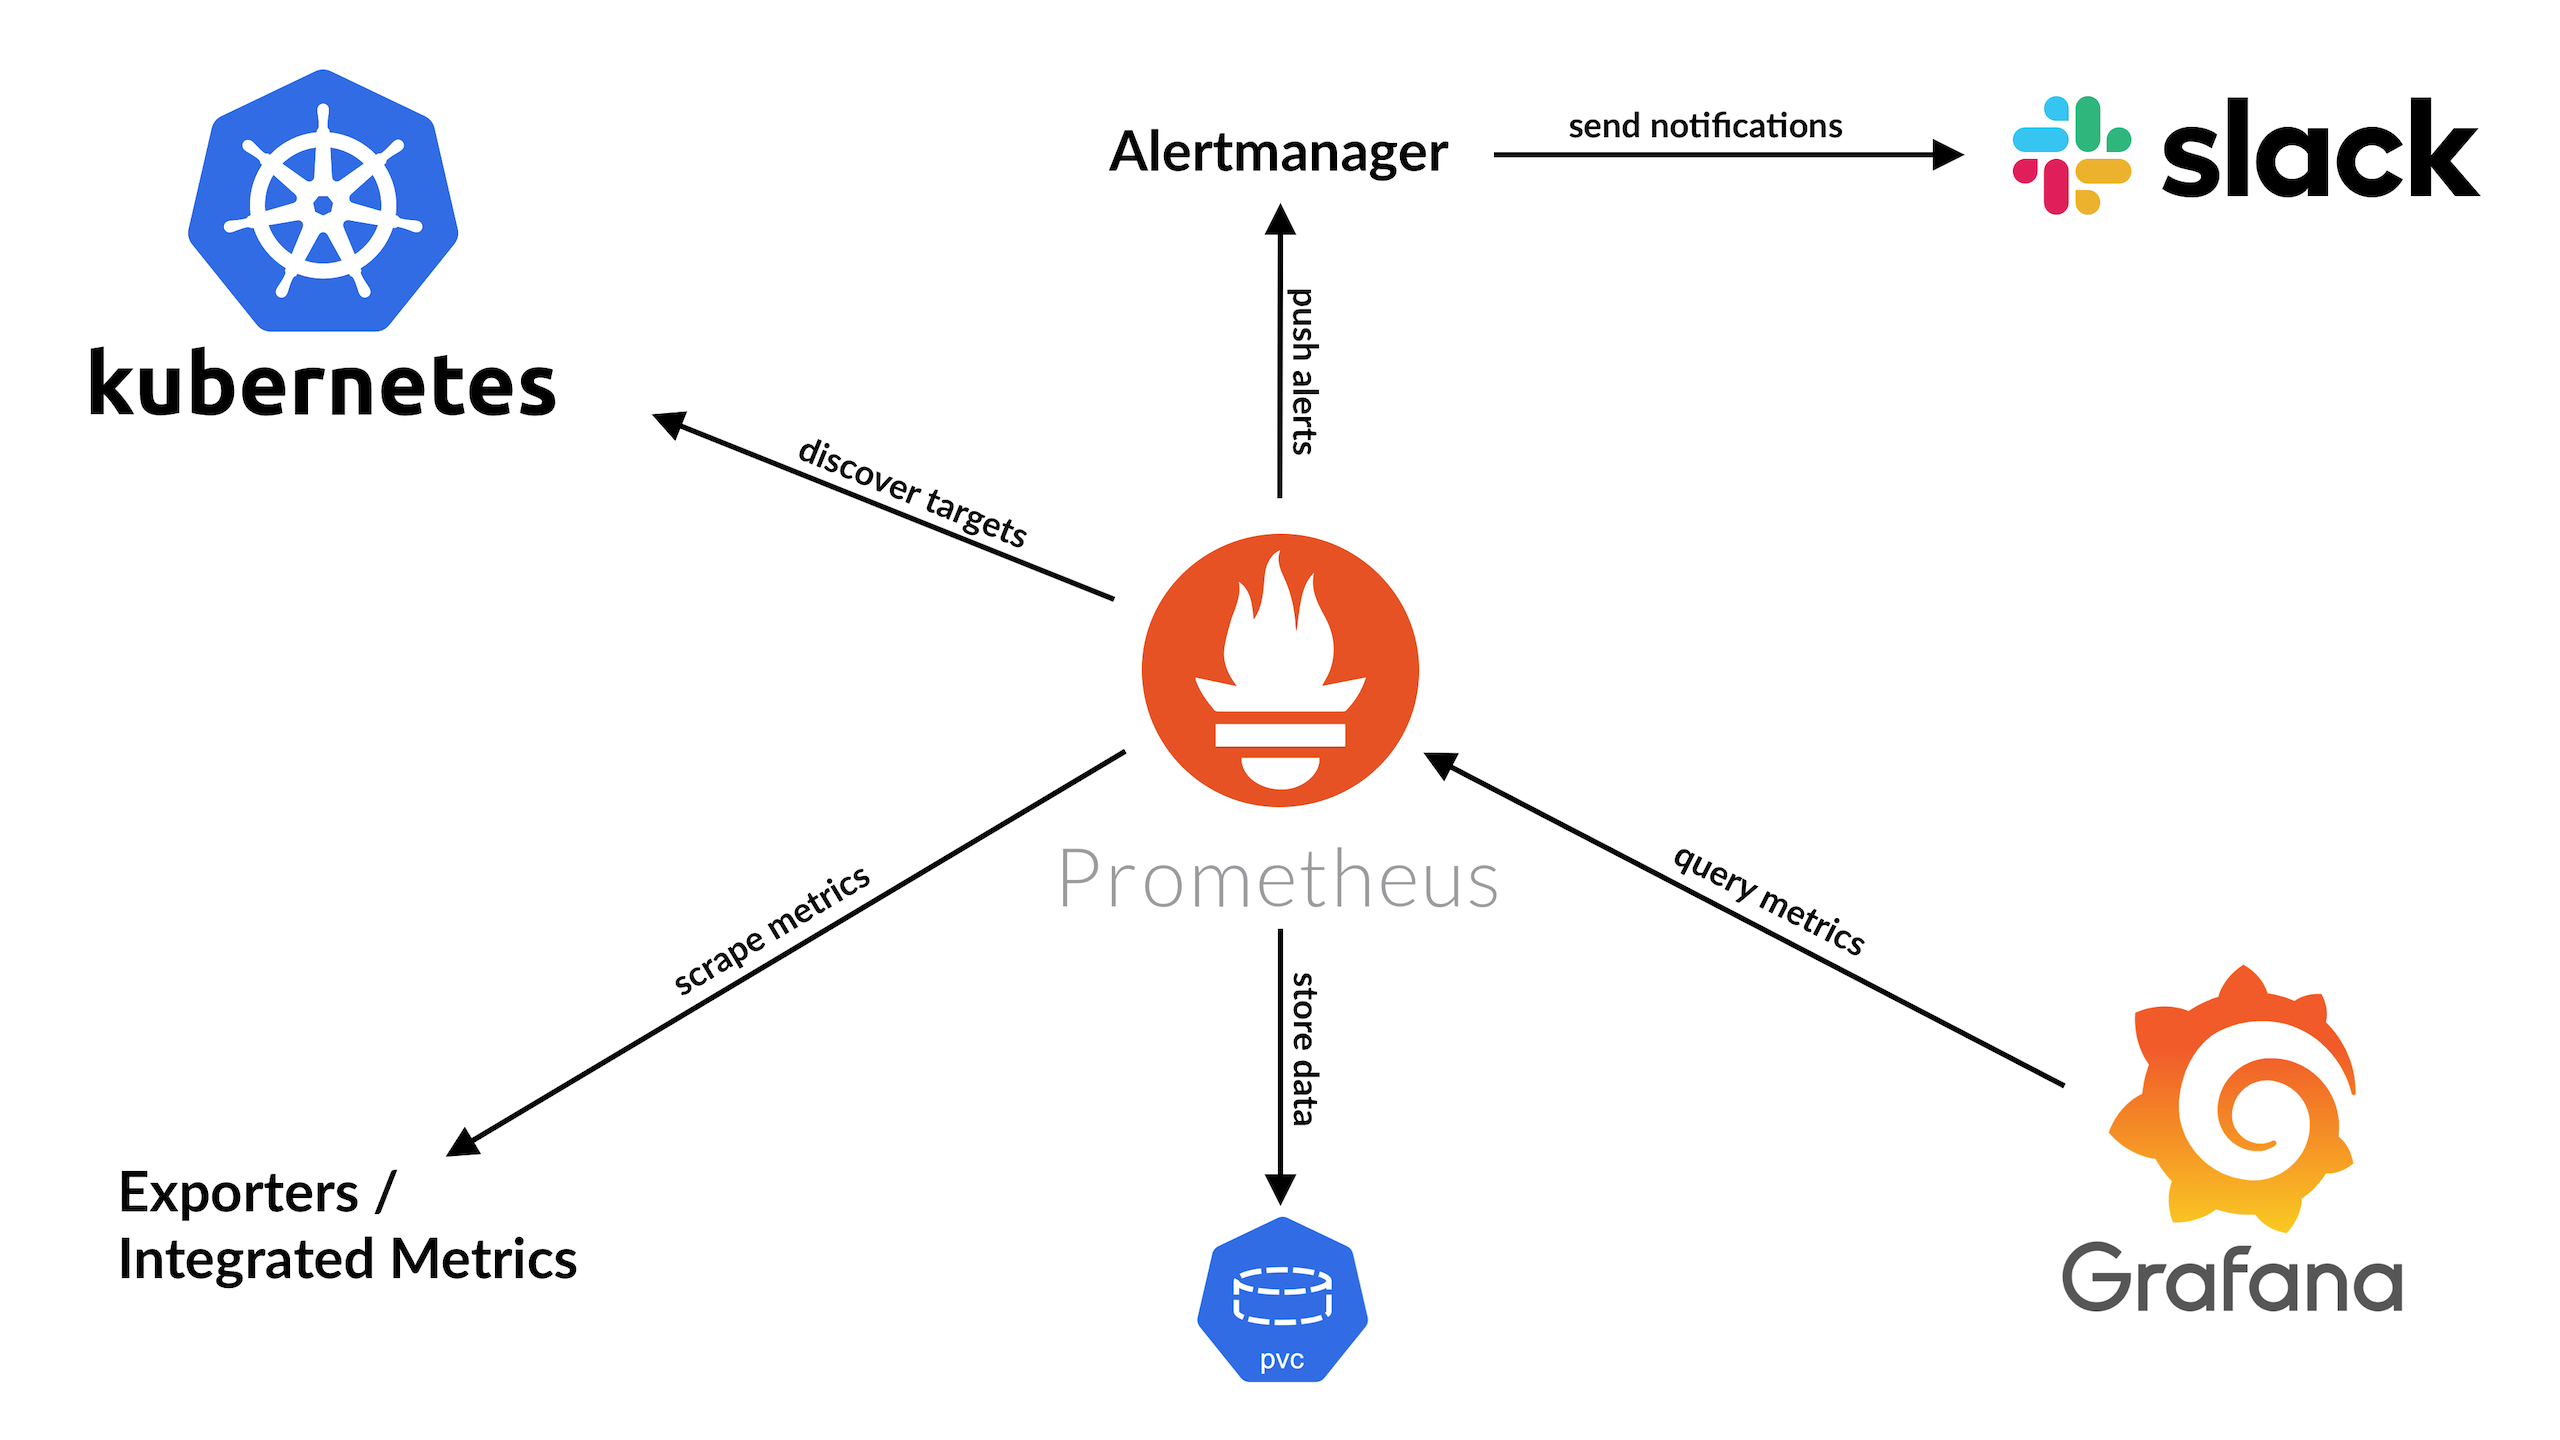 kubernetes
Alertmanager
send notifications
slack
push alerts
discover targets
Prometheus
scrape metrics
query metrics
store data
Exporters /
Integrated Metrics
pvc
Grafana